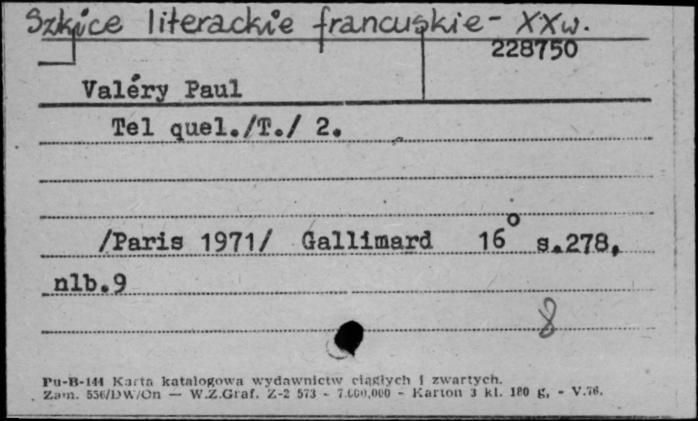 Szkice literackie francuskie - XXw.
228750
Valéry Paul
Tel quel./T./ 2.
/Paris 1971/ Gallimard 16° s.278,
nlb.9
8
Pu-B-144 Karta katalogowa wydawnictw ciągłych i zwartych.
Zam. 556/DW/On — W.Z.Graf. Z-2 573 - 7.000,000 - Karton 3 kl. 180 g, - V.76.